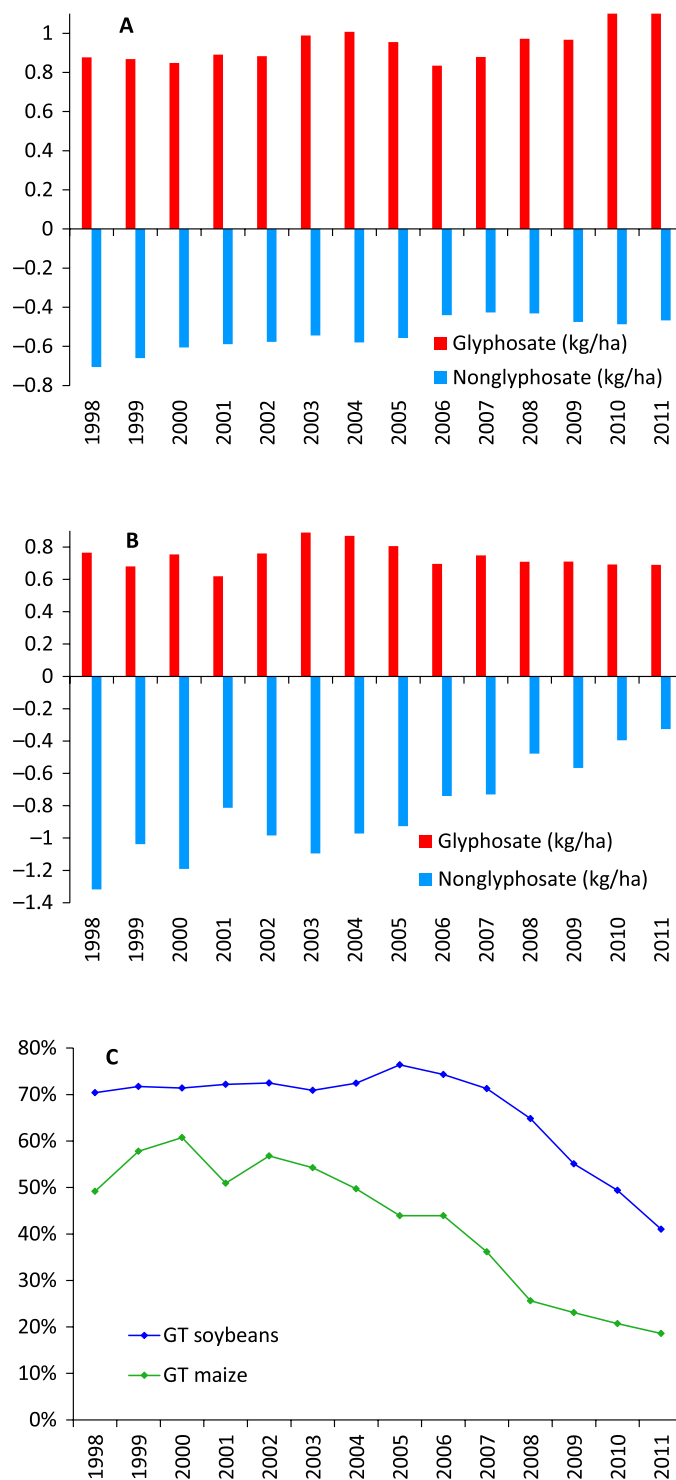 A
1
0.8
0.6
0.4
0.2
0
–0.2
–0.4
–0.6
–0.8
Glyphosate (kg/ha)
Nonglyphosate (kg/ha)
1998 1999 2000 2001 2002 2003 2004 2005 2006 2007 2008 2009 2010 2011
B
0.8
0.6
0.4
0.2
0
–0.2
–0.4
–0.6
–0.8
–1
–1.2
–1.4
Glyphosate (kg/ha)
Nonglyphosate (kg/ha)
1998 1999 2000 2001 2002 2003 2004 2005 2006 2007 2008 2009 2010 2011
C
80%
70%
60%
50%
40%
30%
20%
10%
0%
GT soybeans
GT maize
1998 1999 2000 2001 2002 2003 2004 2005 2006 2007 2008 2009 2010 2011